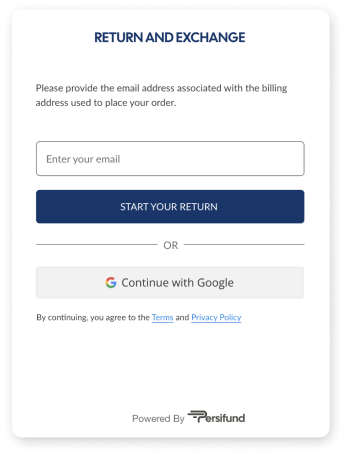 RETURN AND EXCHANGE
Please provide the email address associated with the billing
address used to place your order.
Enter your email
START YOUR RETURN
OR
Continue with Google
By continuing, you agree to the Terms and Privacy Policy
Powered By Persifund